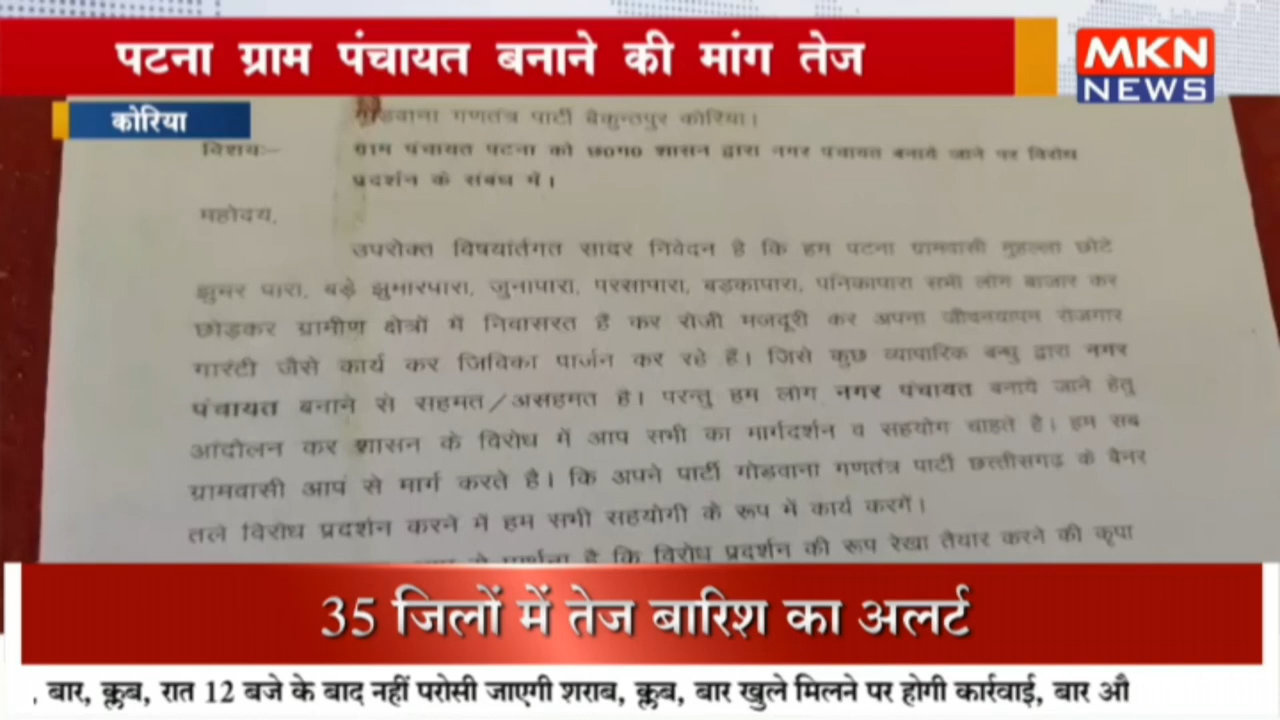 पटना ग्राम पंचायत बनाने की मांग तेज
MKN
NEWS
कोरिया
गोडवाना गणतंत्र पार्टी बैकुन्तपुर कोरिया।
विशयः– ग्राम पंचायत पटना को छ0ग0 शासन द्वारा नगर पंचायत बनाये जाने पर विरोध
प्रदर्शन के संबध में।
महोदय,
उपरोक्त विषयांर्तगत सादर निवेदन है कि हम पटना ग्रामवासी मुहल्ला छोटे
झुमर पारा, बड़े झुमारपारा, जुनापारा, परसापारा, बड़कापारा, पनिकापारा सभी लोग बाजार कर
छोड़कर ग्रामीण क्षेत्रों में निवासरत हैं कर रोजी मजदूरी कर अपना जीवनयापन रोजगार
गारंटी जैसे कार्य कर जिविका पार्जन कर रहे हैं। जिसे कुछ व्यापारिक बन्धु द्वारा नगर
पंचायत बनाने से सहमत/असहमत है। परन्तु हम लोग नगर पंचायत बनाये जाने हेतु
आंदोलन कर शासन के विरोध में आप सभी का मार्गदर्शन व सहयोग चाहते है। हम सब
ग्रामवासी आप से मार्ग करते है। कि अपने पार्टी गोडवाना गणतंत्र पार्टी छत्तीसगढ़ के बैनर
तले विरोध प्रदर्शन करने में हम सभी सहयोगी के रूप में कार्य करगें।
है कि विरोध प्रदर्शन की रूप रेखा तैयार करने की कृपा
35 जिलों में तेज बारिश का अलर्ट
, बार, क्लब, रात 12 बजे के बाद नहीं परोसी जाएगी शराब, क्लब, बार खुले मिलने पर होगी कार्रवाई, बार औ